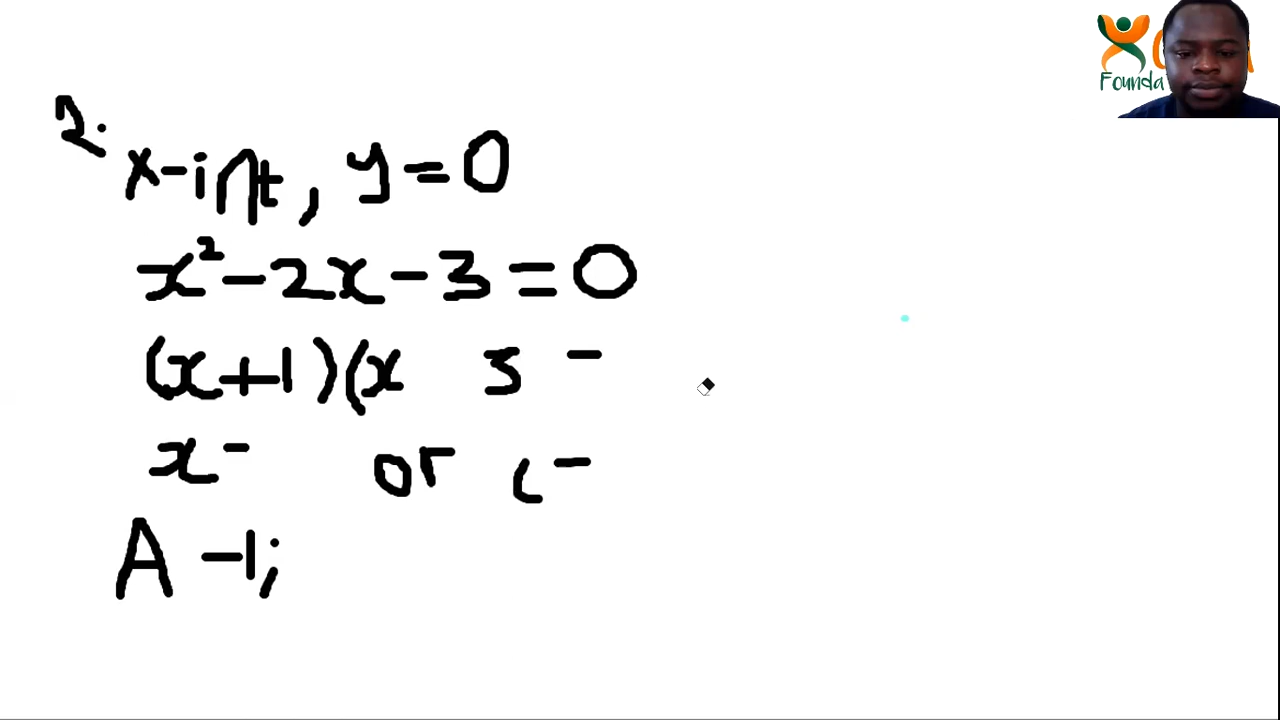 2.
x-int, y=0
x²-2x-3=0
(x+1)(x 3 -
x - or -
A -1;
Founda